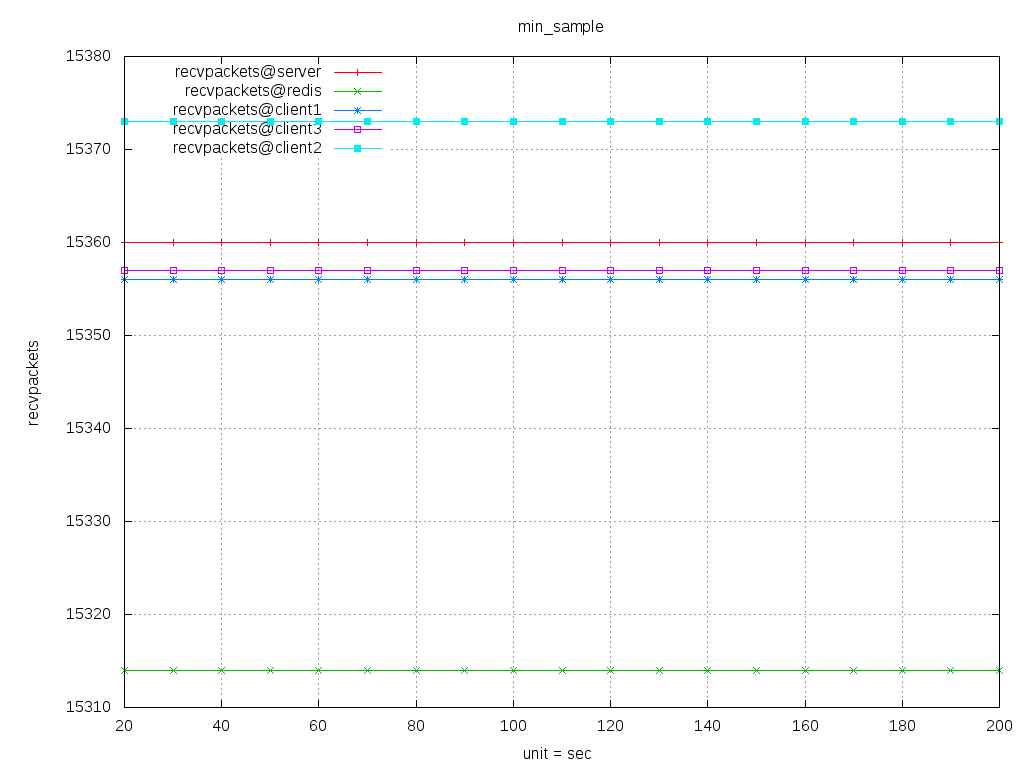 min_sample
15380
15370
15360
15350
15340
15330
15320
15310
recvpackets
recvpackets@server
recvpackets@redis
recvpackets@client1
recvpackets@client3
recvpackets@client2
20 40 60 80 100 120 140 160 180 200
unit = sec